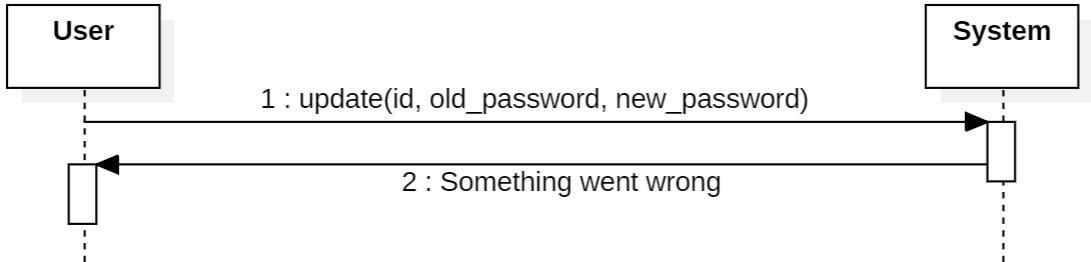 User
System
1 : update(id, old_password, new_password)
2 : Something went wrong